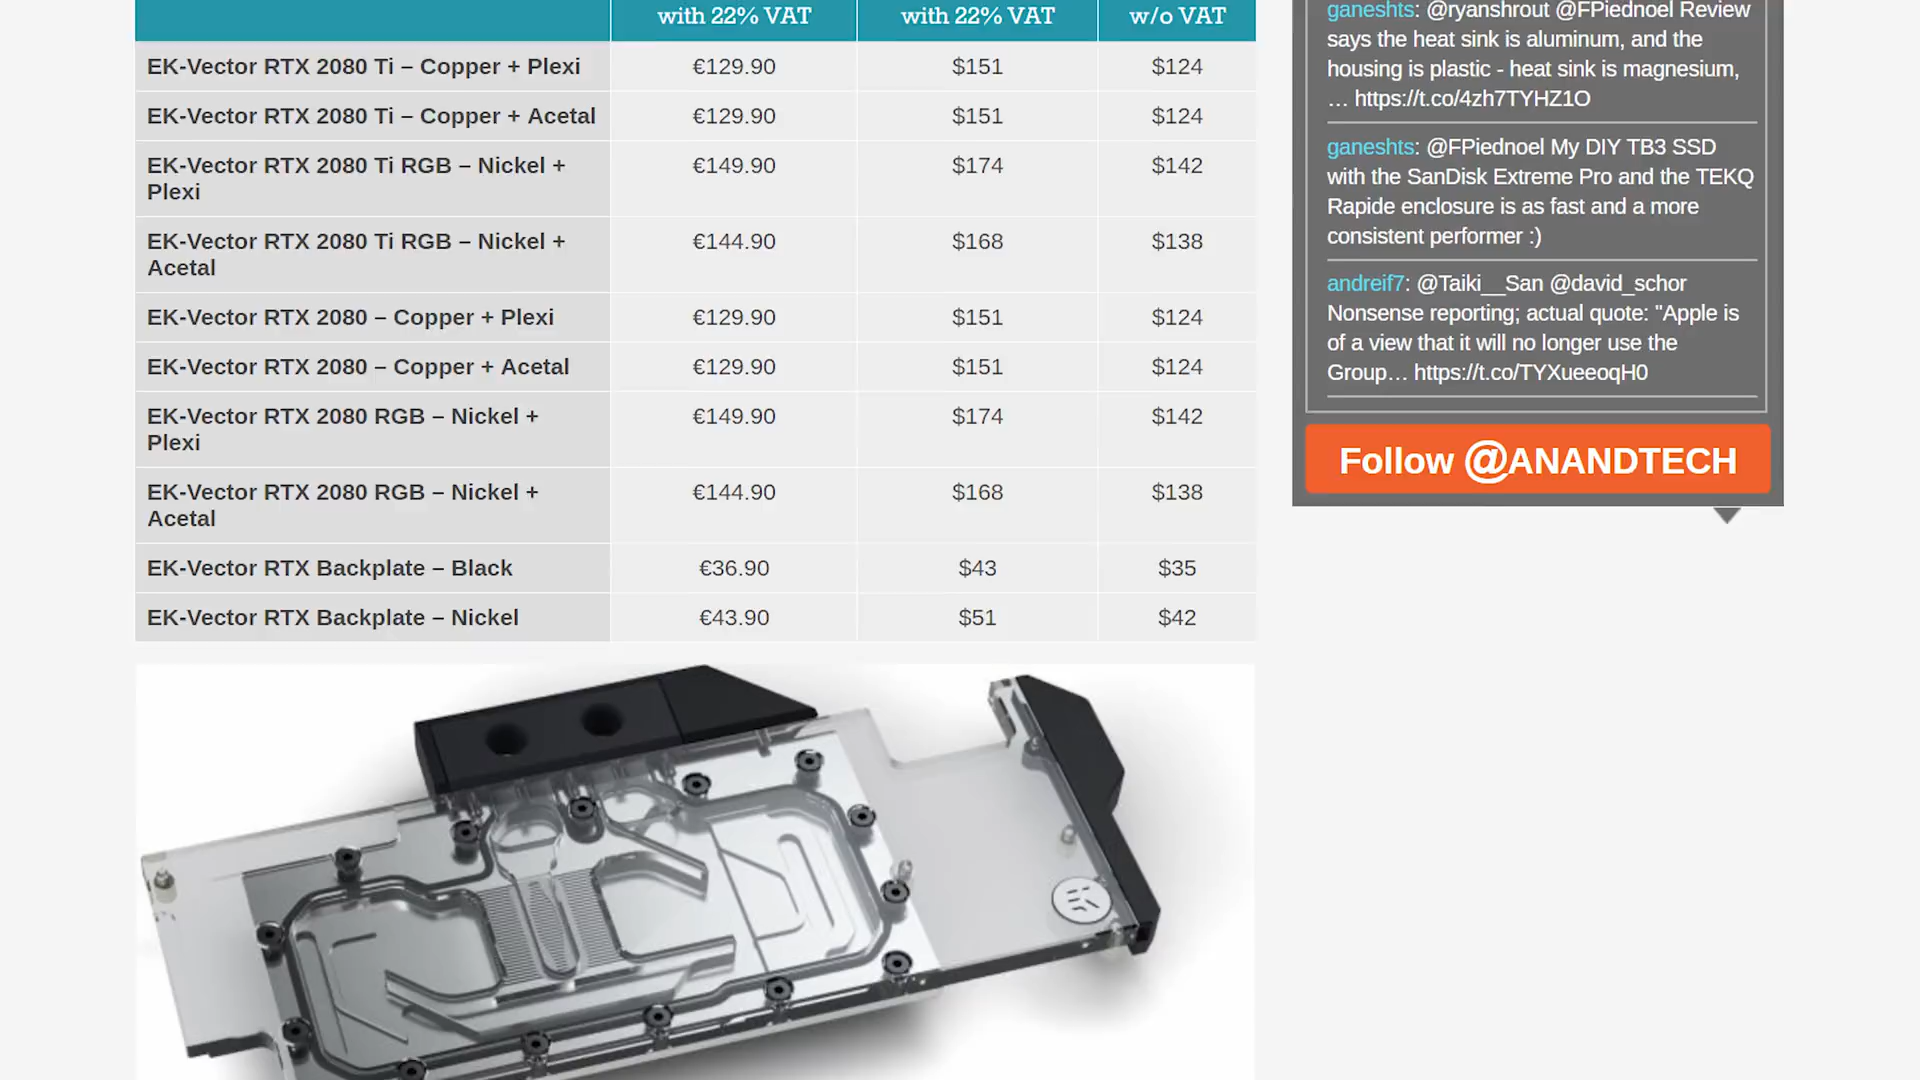 with 22% VAT with 22% VAT w/o VAT
EK-Vector RTX 2080 Ti – Copper + Plexi €129.90 $151 $124
EK-Vector RTX 2080 Ti – Copper + Acetal €129.90 $151 $124
EK-Vector RTX 2080 Ti RGB – Nickel + €149.90 $174 $142
Plexi
EK-Vector RTX 2080 Ti RGB – Nickel + €144.90 $168 $138
Acetal
EK-Vector RTX 2080 – Copper + Plexi €129.90 $151 $124
EK-Vector RTX 2080 – Copper + Acetal €129.90 $151 $124
EK-Vector RTX 2080 RGB – Nickel + €149.90 $174 $142
Plexi
EK-Vector RTX 2080 RGB – Nickel + €144.90 $168 $138
Acetal
EK-Vector RTX Backplate – Black €36.90 $43 $35
EK-Vector RTX Backplate – Nickel €43.90 $51 $42
EK
ganeshts: @ryanshrout @FPiednoel Review
says the heat sink is aluminum, and the
housing is plastic - heat sink is magnesium,
… https://t.co/4zh7TYHZ1O
ganeshts: @FPiednoel My DIY TB3 SSD
with the SanDisk Extreme Pro and the TEKQ
Rapide enclosure is as fast and a more
consistent performer :)
andreif7: @Taiki__San @david_schor
Nonsense reporting; actual quote: "Apple is
of a view that it will no longer use the
Group… https://t.co/TYXueeoqH0
Follow @ANANDTECH